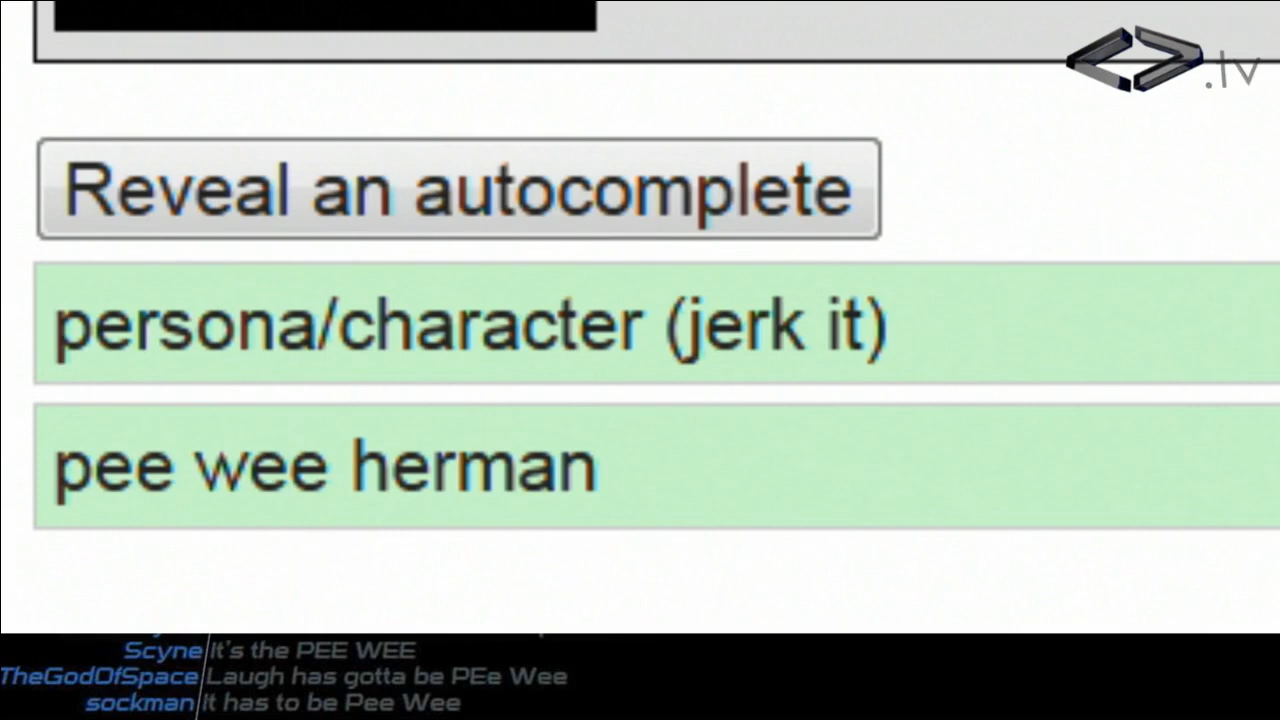 .tv
Reveal an autocomplete
persona/character (jerk it)
pee wee herman
Scyne It's the PEE WEE
TheGodOfSpace Laugh has gotta be PEe Wee
sockman It has to be Pee Wee